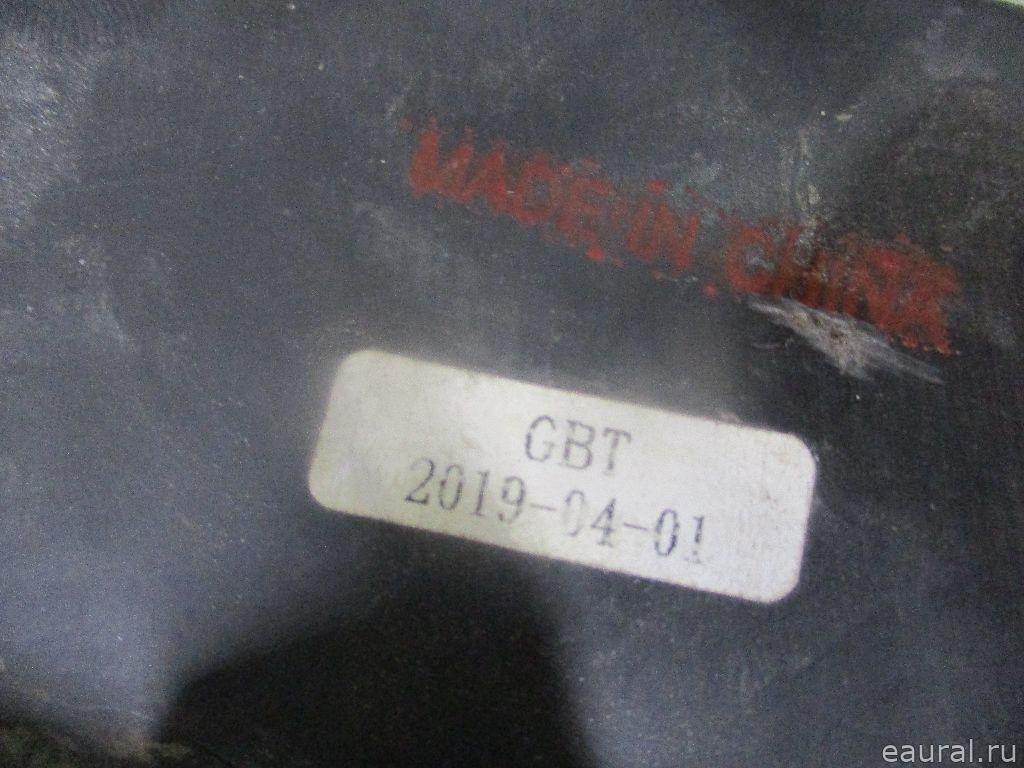 MADE IN CHINA
GBT
2019-04-01
eaural.ru